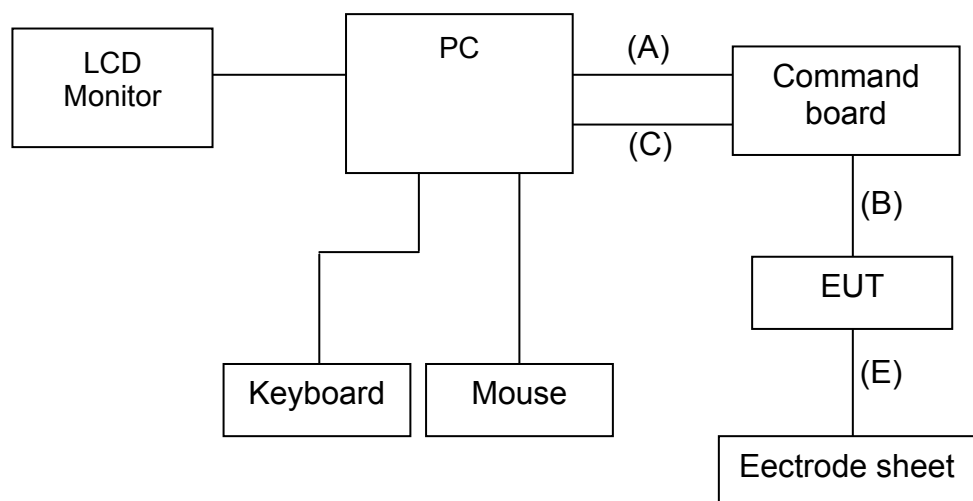 LCD
Monitor
PC
(A)
(C)
Command
board
(B)
EUT
(E)
Keyboard
Mouse
Eectrode sheet